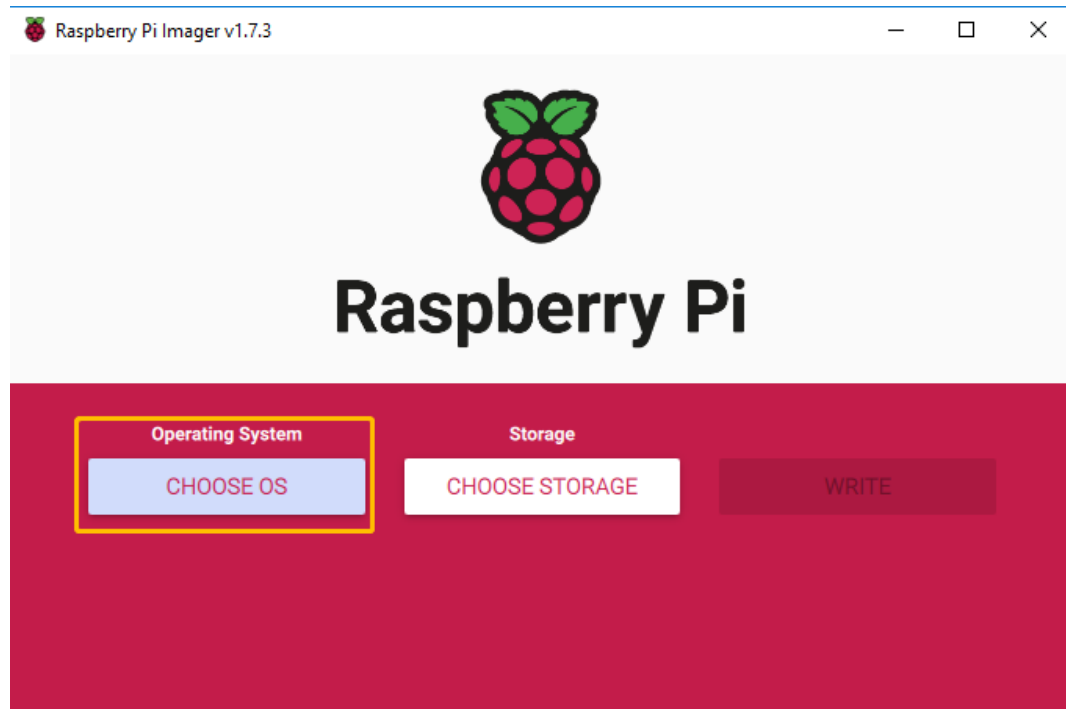 Raspberry Pi Imager v1.7.3
Raspberry Pi
Operating System
Storage
CHOOSE OS
CHOOSE STORAGE
WRITE